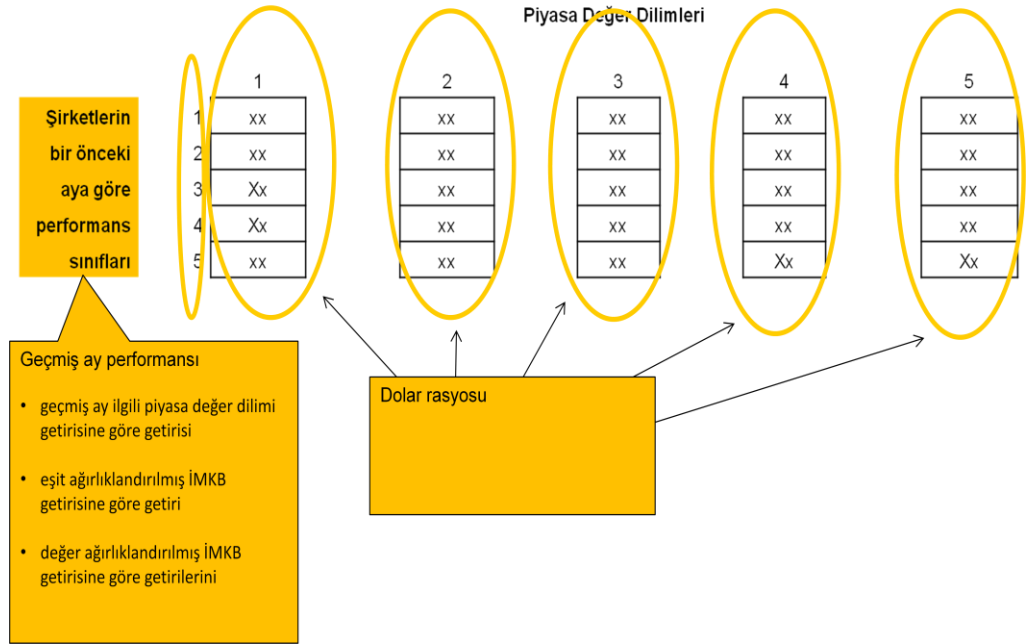 Piyasa Değer Dilimleri
1 2 3 4 5
Şirketlerin
bir önceki
aya göre
performans
sınıfları
1 xx xx xx xx xx
2 xx xx xx xx xx
3 Xx xx xx xx xx
4 Xx xx xx xx xx
5 xx xx xx Xx Xx
Geçmiş ay performansı
• geçmiş ay ilgili piyasa değer dilimi
getirisine göre getirisi
• eşit ağırlıklandırılmış İMKB
getirisine göre getiri
• değer ağırlıklandırılmış İMKB
getirisine göre getirilerini
Dolar rasyosu